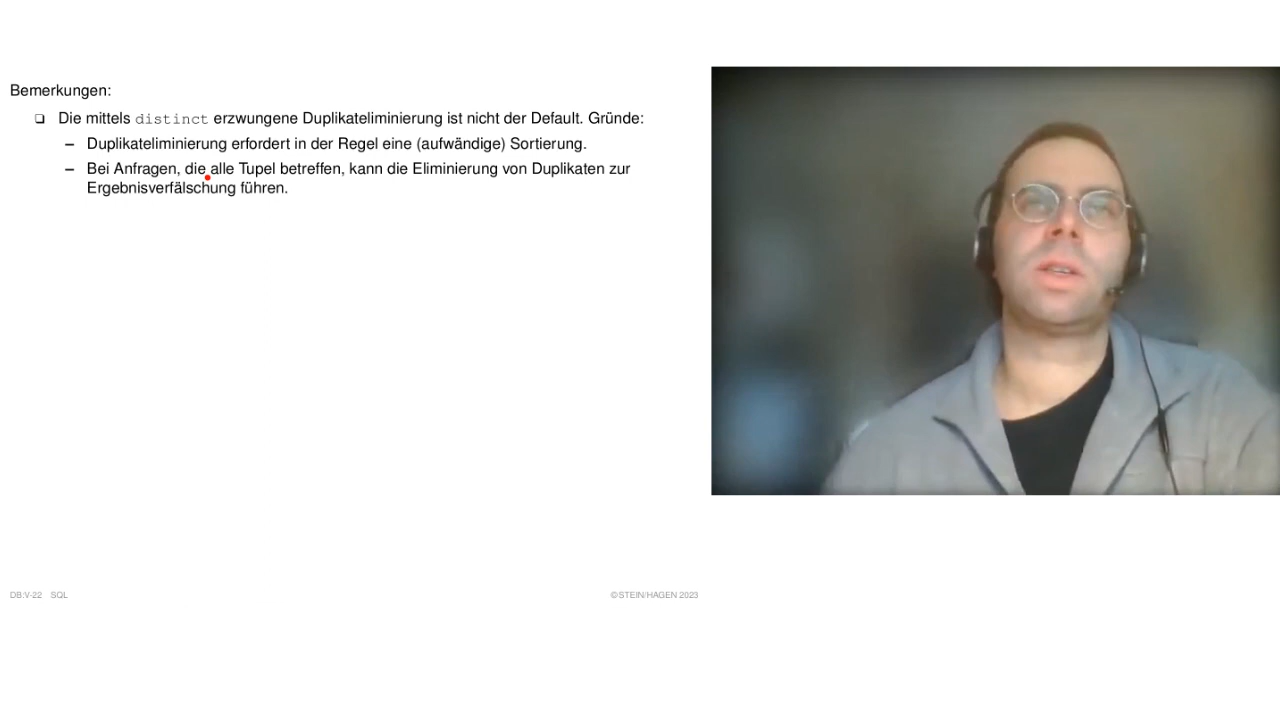 Bemerkungen:
❑ Die mittels distinct erzwungene Duplikateliminierung ist nicht der Default. Gründe:
– Duplikateliminierung erfordert in der Regel eine (aufwändige) Sortierung.
– Bei Anfragen, die alle Tupel betreffen, kann die Eliminierung von Duplikaten zur
Ergebnisverfälschung führen.
DB:V-22 SQL
©STEIN/HAGEN 2023